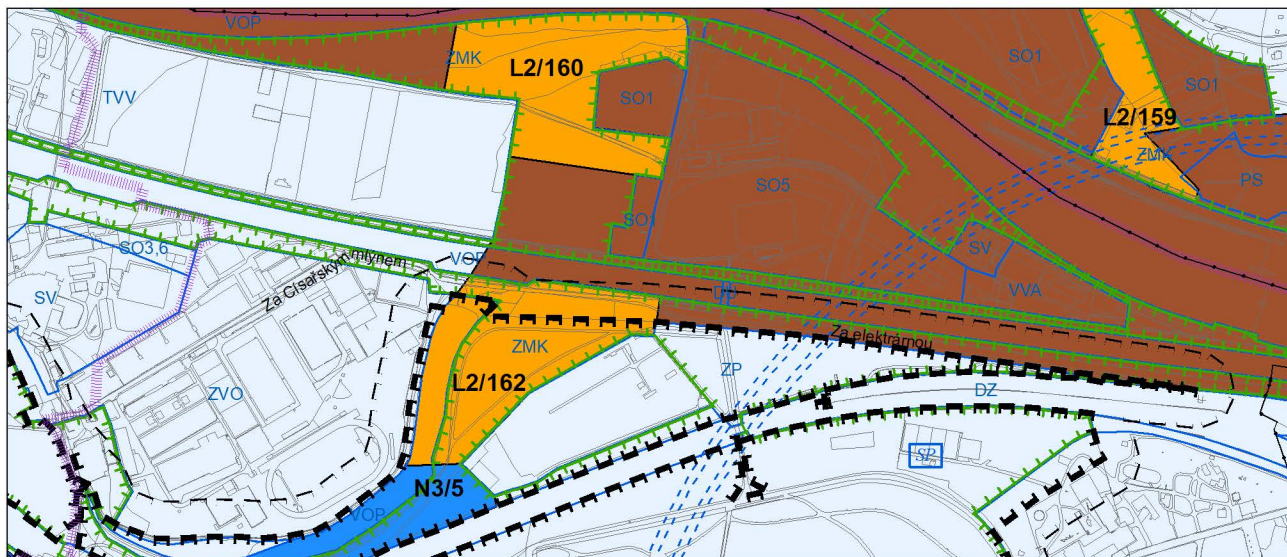 VOP
ZMK
L2/160
SO1
SO1
SO1
TVV
L2/159
ZMK
PS
SO5
SO1
SO3,6
SV
VOP
Za Císařským mlýnem
SV
VVA
Za elektrárnou
ZMK
ZP
L2/162
ZVO
DZ
SP
N3/5
VOP